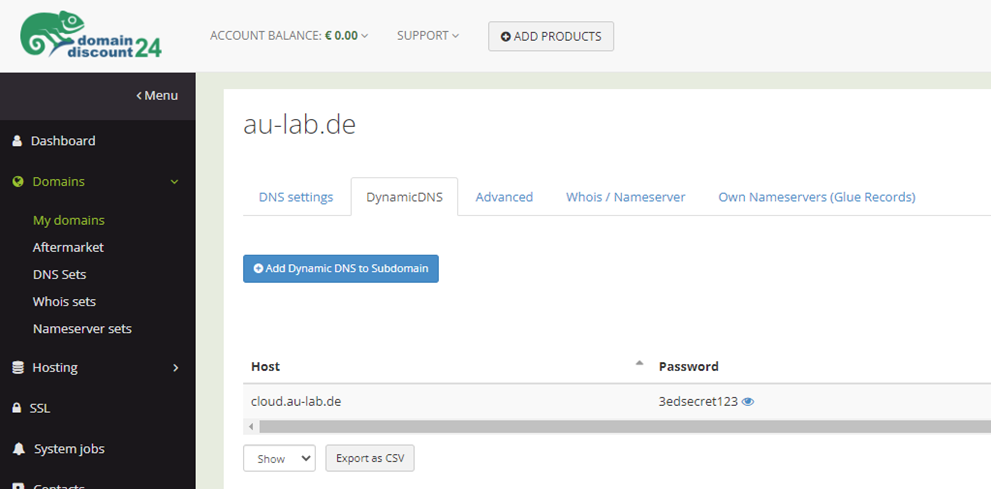 domain
discount 24
ACCOUNT BALANCE: € 0.00
SUPPORT
ADD PRODUCTS
Menu
Dashboard
Domains
My domains
Aftermarket
DNS Sets
Whois sets
Nameserver sets
Hosting
SSL
System jobs
Contacts
au-lab.de
DNS settings
DynamicDNS
Advanced
Whois / Nameserver
Own Nameservers (Glue Records)
Add Dynamic DNS to Subdomain
Host
Password
cloud.au-lab.de
3edsecret123
Show
Export as CSV